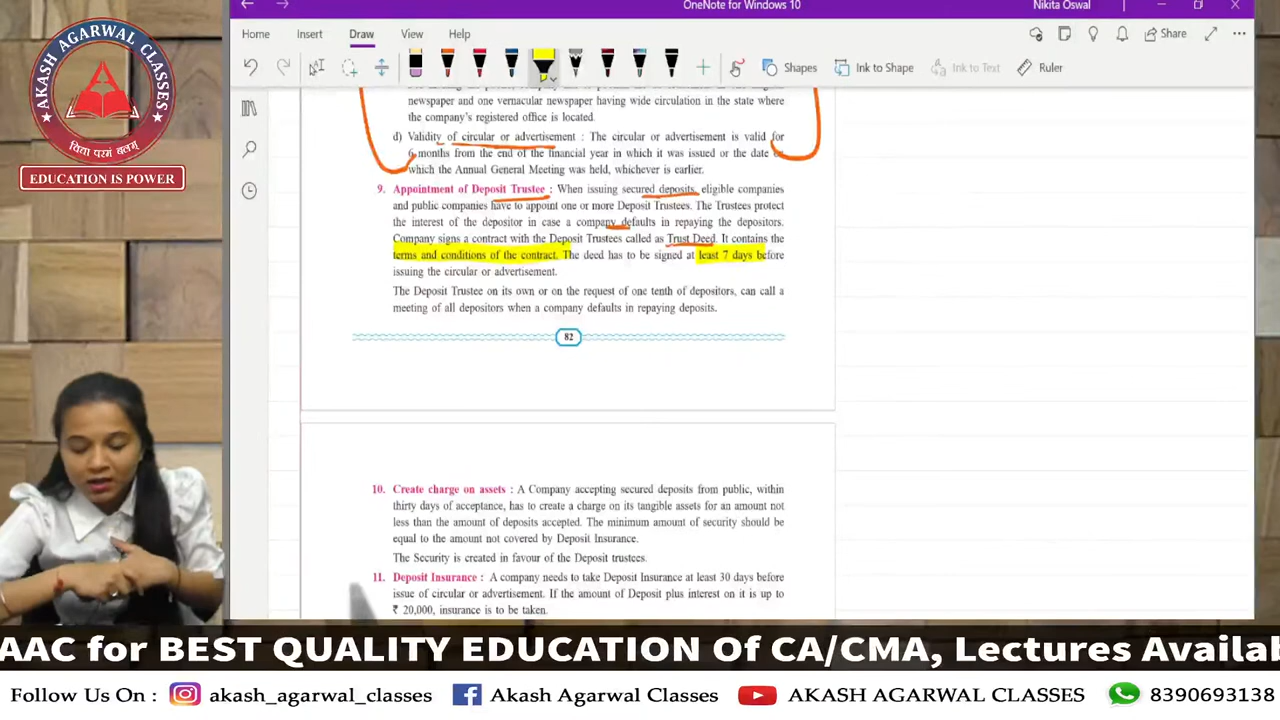 OneNote for Windows 10
Nikita Oswal
Home
Insert
Draw
View
Help
Share
Shapes
Ink to Shape
Ink to Text
Ruler
AKASH AGARWAL CLASSES
विद्या परमं बलम्
EDUCATION IS POWER
newspaper and one vernacular newspaper having wide circulation in the state where
the company's registered office is located.
d) Validity of circular or advertisement : The circular or advertisement is valid for
6 months from the end of the financial year in which it was issued or the date
which the Annual General Meeting was held, whichever is earlier.
9. Appointment of Deposit Trustee : When issuing secured deposits, eligible companies
and public companies have to appoint one or more Deposit Trustees. The Trustees protect
the interest of the depositor in case a company defaults in repaying the depositors.
Company signs a contract with the Deposit Trustees called as Trust Deed. It contains the
terms and conditions of the contract. The deed has to be signed at least 7 days before
issuing the circular or advertisement.
The Deposit Trustee on its own or on the request of one tenth of depositors, can call a
meeting of all depositors when a company defaults in repaying deposits.
82
10. Create charge on assets : A Company accepting secured deposits from public, within
thirty days of acceptance, has to create a charge on its tangible assets for an amount not
less than the amount of deposits accepted. The minimum amount of security should be
equal to the amount not covered by Deposit Insurance.
The Security is created in favour of the Deposit trustees.
11. Deposit Insurance : A company needs to take Deposit Insurance at least 30 days before
issue of circular or advertisement. If the amount of Deposit plus interest on it is up to
₹ 20,000, insurance is to be taken.
AAC for BEST QUALITY EDUCATION Of CA/CMA, Lectures Availab
Follow Us On : akash_agarwal_classes Akash Agarwal Classes AKASH AGARWAL CLASSES 8390693138